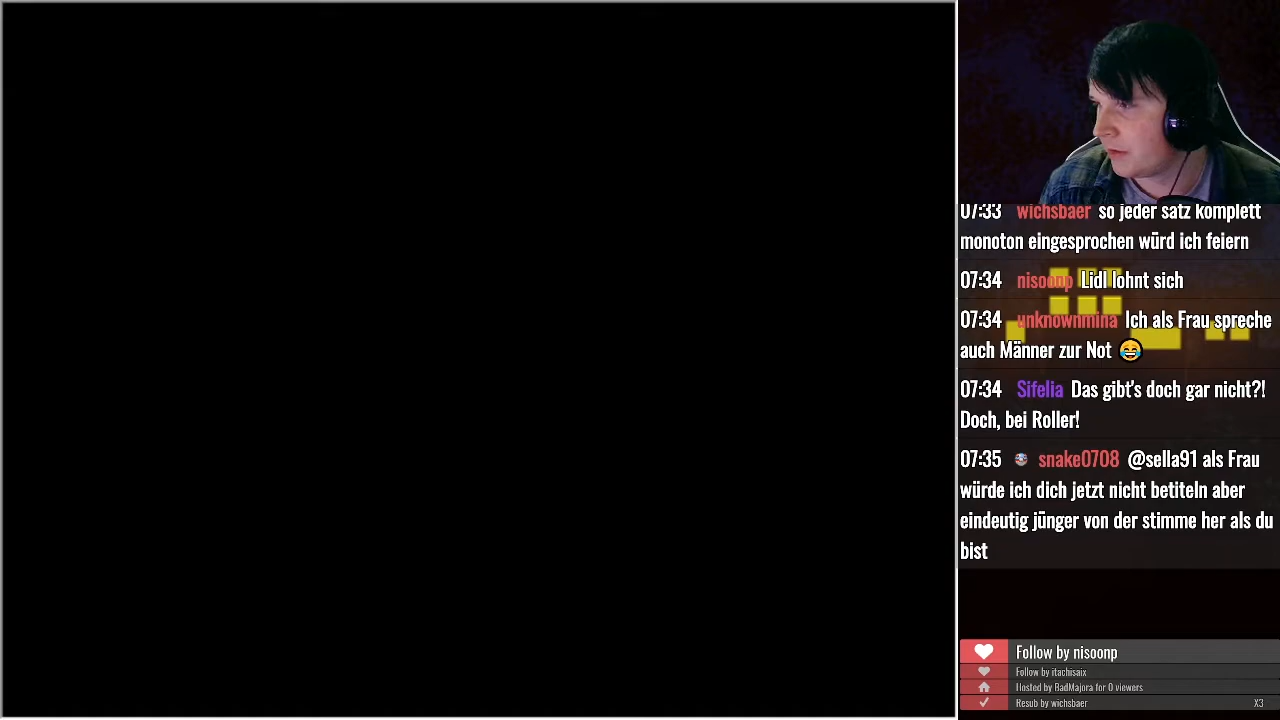 07:33 wichsbaer so jeder satz komplett
monoton eingesprochen würd ich feiern
07:34 nisoonp Lidl lohnt sich
07:34 unknownmina Ich als Frau spreche
auch Männer zur Not 😂
07:34 Sifelia Das gibt's doch gar nicht?!
Doch, bei Roller!
07:35 snake0708 @sella91 als Frau
würde ich dich jetzt nicht betiteln aber
eindeutig jünger von der stimme her als du
bist
Follow by nisoonp
Follow by itachisaix
Hosted by BadMajora for 0 viewers
Resub by wichsbaer X3